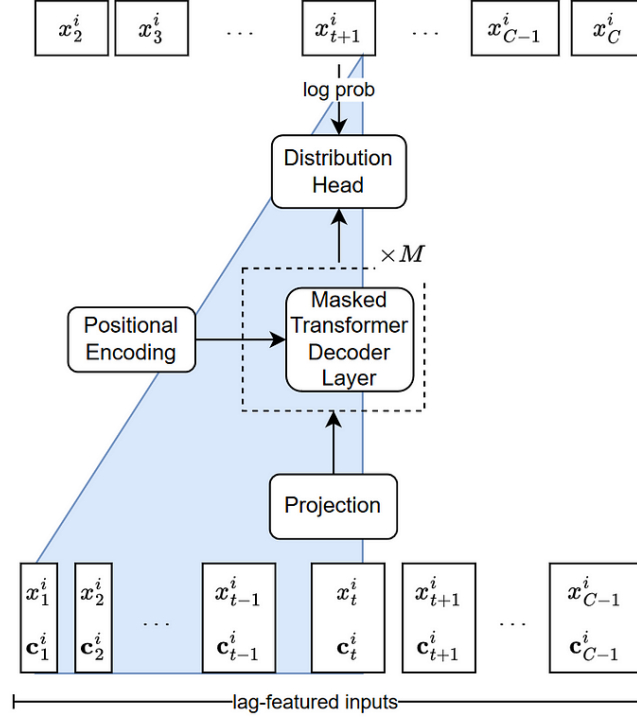 x_2^i x_3^i ... x_{t+1}^i ... x_{C-1}^i x_C^i
log prob
Distribution
Head
×M
Positional
Encoding
Masked
Transformer
Decoder
Layer
Projection
x_1^i x_2^i x_{t-1}^i x_t^i x_{t+1}^i x_{C-1}^i
... ...
c_1^i c_2^i c_{t-1}^i c_t^i c_{t+1}^i c_{C-1}^i
lag-featured inputs